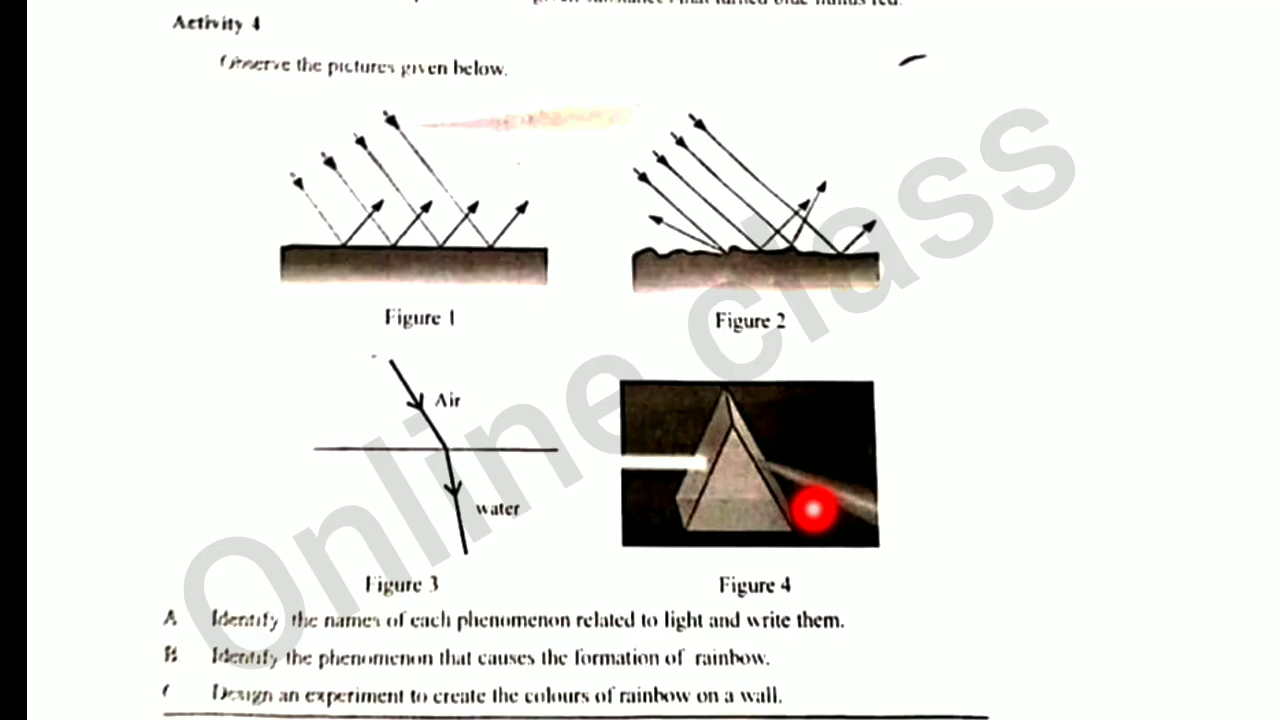 Activity 4
Observe the pictures given below.
Figure 1
Figure 2
Air
water
Figure 3
Figure 4
A Identify the names of each phenomenon related to light and write them.
B Identify the phenomenon that causes the formation of rainbow.
C Design an experiment to create the colours of rainbow on a wall.
Online class